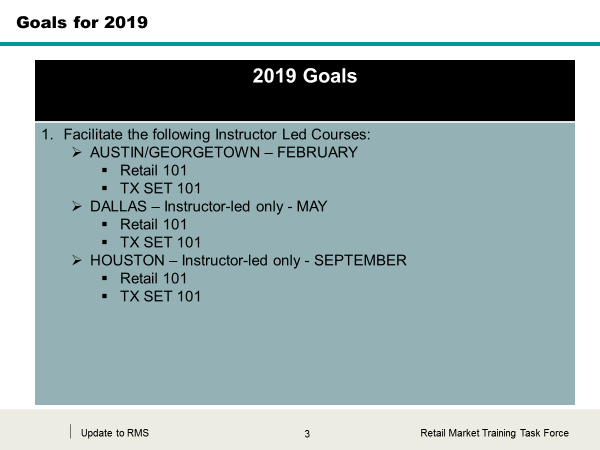 Goals for 2019
2019 Goals
1. Facilitate the following Instructor Led Courses:
➢ AUSTIN/GEORGETOWN – FEBRUARY
▪ Retail 101
▪ TX SET 101
➢ DALLAS – Instructor-led only - MAY
▪ Retail 101
▪ TX SET 101
➢ HOUSTON – Instructor-led only - SEPTEMBER
▪ Retail 101
▪ TX SET 101
Update to RMS
3
Retail Market Training Task Force